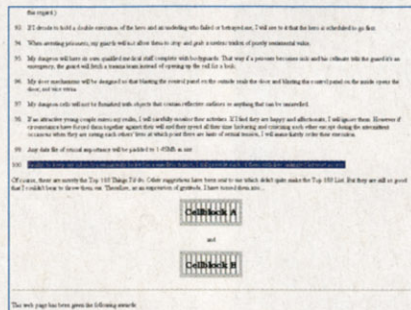 this regard.)
93. If I decide to hold a double execution of the hero and an underling who failed or betrayed me, I will see to it that the hero is scheduled to go first.
94. When arresting prisoners, my guards will not allow them to stop and grab a useless trinket of purely sentimental value.
95. My dungeon will have its own qualified medical staff complete with bodyguards. That way if a prisoner becomes sick and his cellmate tells the guard it's an
emergency, the guard will fetch a trauma team instead of opening up the cell for a look.
96. My door mechanisms will be designed so that blasting the control panel on the outside seals the door and blasting the control panel on the inside opens the
door, not vice versa.
97. My dungeon cells will not be furnished with objects that contain reflective surfaces or anything that can be unravelled.
98. If an attractive young couple enters my realm, I will carefully monitor their activities. If I find they are happy and affectionate, I will ignore them. However if
circumstance have forced them together against their will and they spend all their time bickering and criticizing each other except during the intermittent
occasions when they are saving each others' lives at which point there are hints of sexual tension, I will immediately order their execution.
99. Any data file of crucial importance will be padded to 1.45Mb in size.
100.
Of course, these are merely the Top 100 Things I'd do. Other suggestions have been sent to me which didn't quite make the Top 100 List. But they are still so good
that I couldn't bear to throw them out. Therefore, as an expression of gratitude, I have tossed them into...
Cellblock A
and
Cellblock B
This web page has been given the following awards: